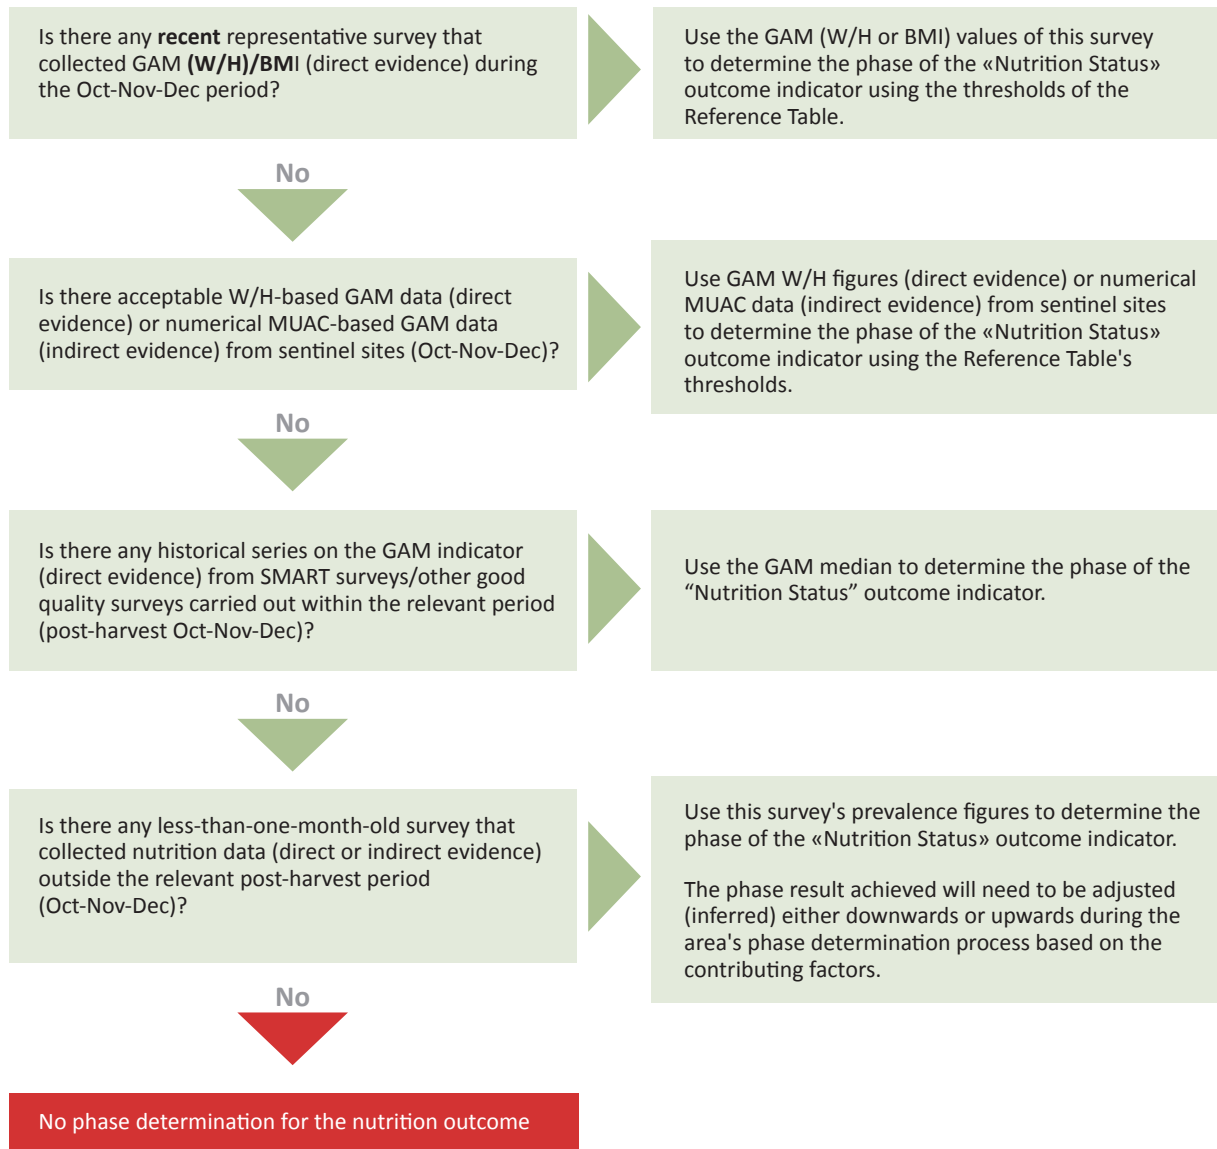 Is there any recent representative survey that
collected GAM (W/H)/BMI (direct evidence) during
the Oct-Nov-Dec period?
Use the GAM (W/H or BMI) values of this survey
to determine the phase of the «Nutrition Status»
outcome indicator using the thresholds of the
Reference Table.
No
Is there acceptable W/H-based GAM data (direct
evidence) or numerical MUAC-based GAM data
(indirect evidence) from sentinel sites (Oct-Nov-Dec)?
Use GAM W/H figures (direct evidence) or numerical
MUAC data (indirect evidence) from sentinel sites
to determine the phase of the «Nutrition Status»
outcome indicator using the Reference Table's
thresholds.
No
Is there any historical series on the GAM indicator
(direct evidence) from SMART surveys/other good
quality surveys carried out within the relevant period
(post-harvest Oct-Nov-Dec)?
Use the GAM median to determine the phase of the
“Nutrition Status” outcome indicator.
No
Is there any less-than-one-month-old survey that
collected nutrition data (direct or indirect evidence)
outside the relevant post-harvest period
(Oct-Nov-Dec)?
Use this survey's prevalence figures to determine the
phase of the «Nutrition Status» outcome indicator.
The phase result achieved will need to be adjusted
(inferred) either downwards or upwards during the
area's phase determination process based on the
contributing factors.
No
No phase determination for the nutrition outcome